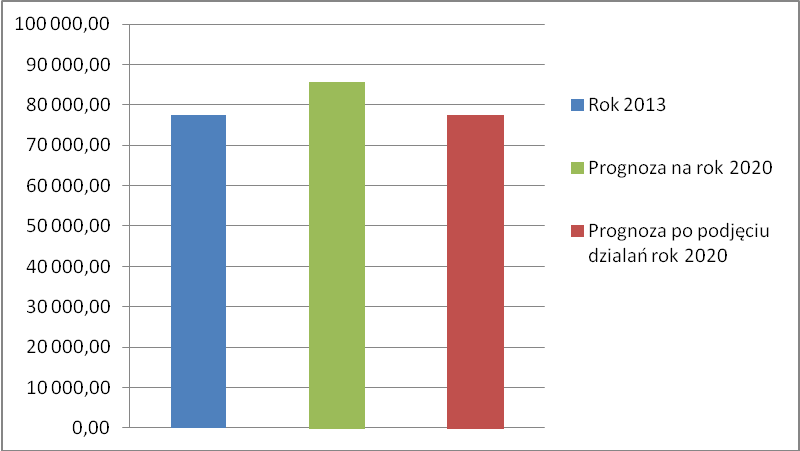 100 000,00
90 000,00
80 000,00
70 000,00
60 000,00
50 000,00
40 000,00
30 000,00
20 000,00
10 000,00
0,00
Rok 2013
Prognoza na rok 2020
Prognoza po podjęciu
dzialań rok 2020